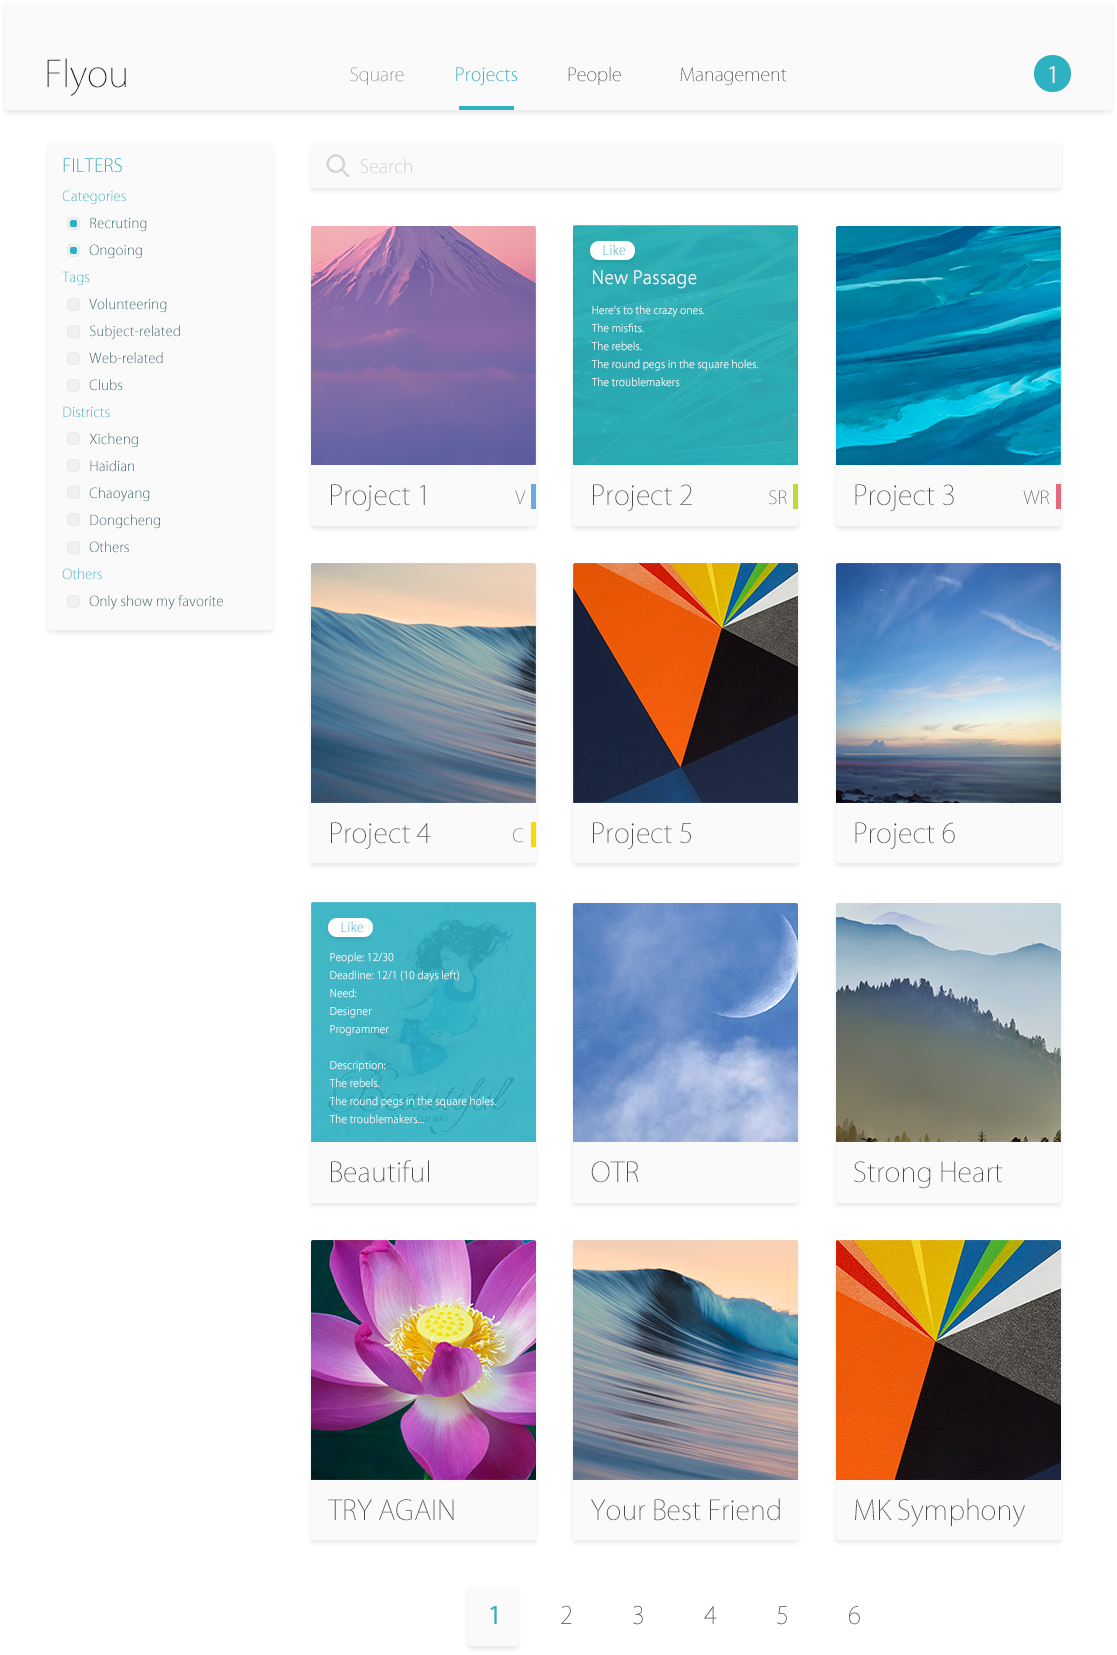 Flyou
Square
Projects
People
Management
1
FILTERS
Categories
Recruting
Ongoing
Tags
Volunteering
Subject-related
Web-related
Clubs
Districts
Xicheng
Haidian
Chaoyang
Dongcheng
Others
Others
Only show my favorite
Search
Project 1
V
Like
New Passage
Here's to the crazy ones.
The misfits.
The rebels.
The round pegs in the square holes.
The troublemakers
Project 2
SR
Project 3
WR
Project 4
C
Project 5
Project 6
Like
People: 12/30
Deadline: 12/1 (10 days left)
Need:
Designer
Programmer
Description:
The rebels.
The round pegs in the square holes.
The troublemakers...
Beautiful
Beautiful
OTR
Strong Heart
TRY AGAIN
Your Best Friend
MK Symphony
1
2
3
4
5
6